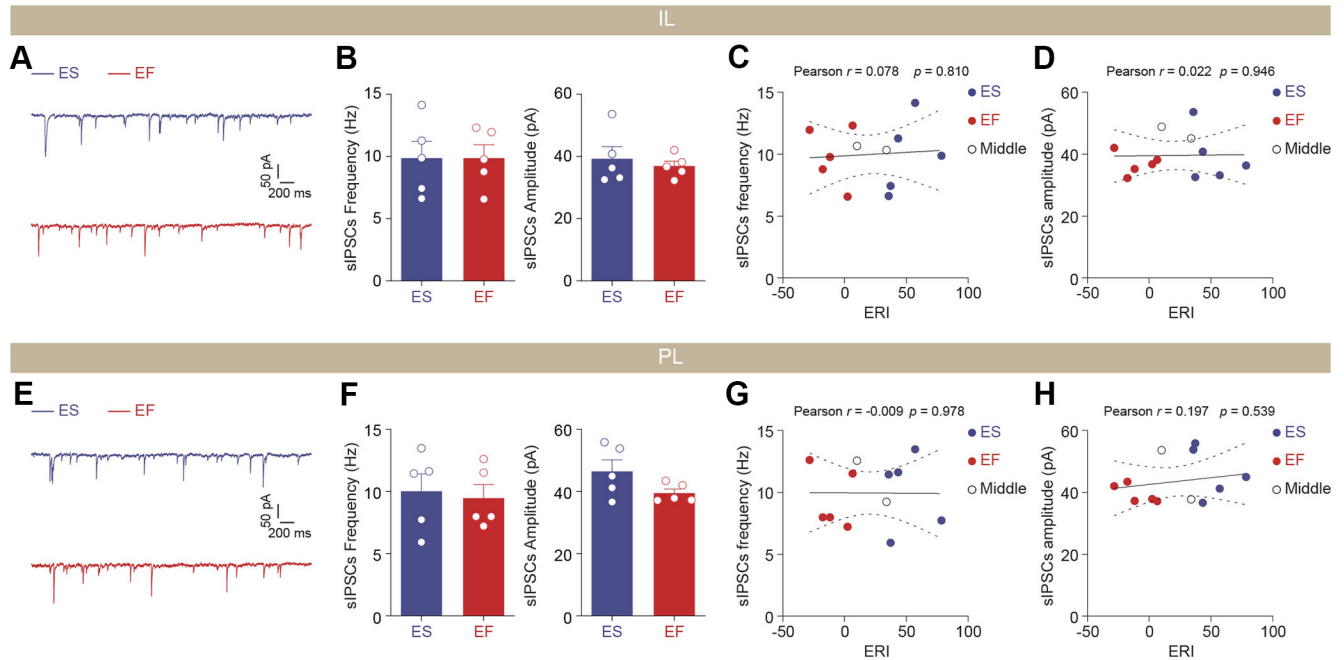 IL
A
ES
EF
50 pA
200 ms
B
sIPSCs Frequency (Hz)
15
10
5
0
ES
EF
sIPSCs Amplitude (pA)
60
40
20
0
ES
EF
C
Pearson r = 0.078 p = 0.810
sIPSCs frequency (Hz)
15
10
5
0
-50
0
50
100
ERI
ES
EF
Middle
D
Pearson r = 0.022 p = 0.946
sIPSCs amplitude (pA)
60
40
20
0
-50
0
50
100
ERI
ES
EF
Middle
PL
E
ES
EF
50 pA
200 ms
F
sIPSCs Frequency (Hz)
15
10
5
0
ES
EF
sIPSCs Amplitude (pA)
60
40
20
0
ES
EF
G
Pearson r = -0.009 p = 0.978
sIPSCs frequency (Hz)
15
10
5
0
-50
0
50
100
ERI
ES
EF
Middle
H
Pearson r = 0.197 p = 0.539
sIPSCs amplitude (pA)
60
40
20
0
-50
0
50
100
ERI
ES
EF
Middle